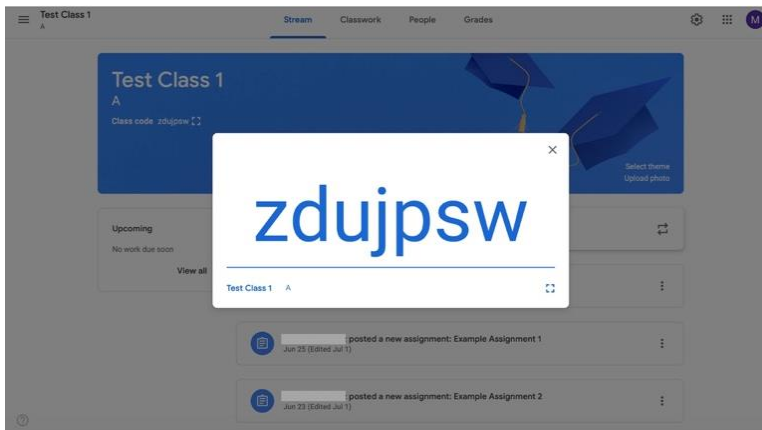 Test Class 1
A
Stream Classwork People Grades
M
Test Class 1
A
Class code zdujpsw
Select theme
Upload photo
zdujpsw
Test Class 1 A
Upcoming
No work due soon
View all
posted a new assignment: Example Assignment 1
Jun 25 (Edited Jul 1)
posted a new assignment: Example Assignment 2
Jun 23 (Edited Jul 1)